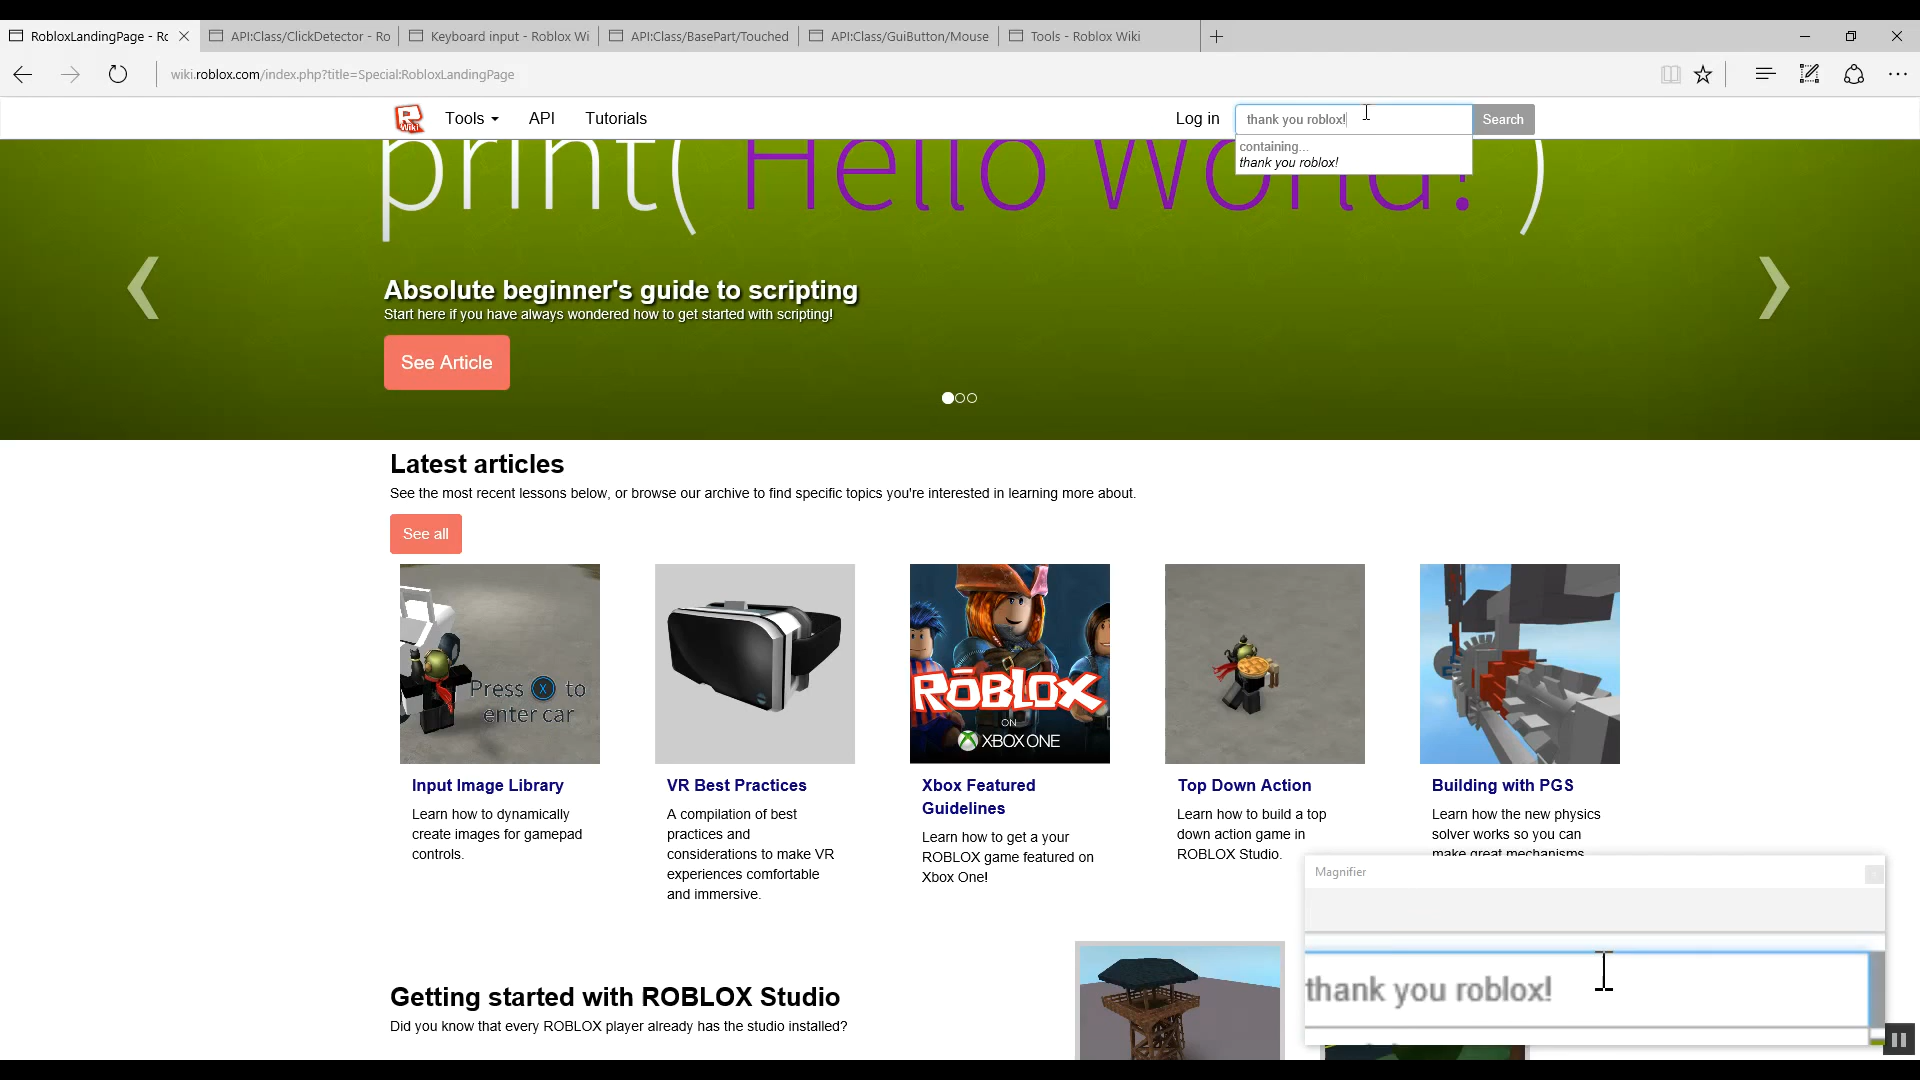 RobloxLandingPage - Ro
API:Class/ClickDetector - Ro
Keyboard input - Roblox Wi
API:Class/BasePart/Touched
API:Class/GuiButton/Mouse
Tools - Roblox Wiki
wiki.roblox.com/index.php?title=Special:RobloxLandingPage
R Wiki
Tools
API
Tutorials
Log in
thank you roblox!
Search
containing...
thank you roblox!
print( Hello World! )
Absolute beginner's guide to scripting
Start here if you have always wondered how to get started with scripting!
See Article
Latest articles
See the most recent lessons below, or browse our archive to find specific topics you're interested in learning more about.
See all
Press X to
enter car
ROBLOX
ON
XBOX ONE
Input Image Library
Learn how to dynamically
create images for gamepad
controls.
VR Best Practices
A compilation of best
practices and
considerations to make VR
experiences comfortable
and immersive.
Xbox Featured
Guidelines
Learn how to get a your
ROBLOX game featured on
Xbox One!
Top Down Action
Learn how to build a top
down action game in
ROBLOX Studio.
Building with PGS
Learn how the new physics
solver works so you can
make great mechanisms
Magnifier
thank you roblox!
Getting started with ROBLOX Studio
Did you know that every ROBLOX player already has the studio installed?